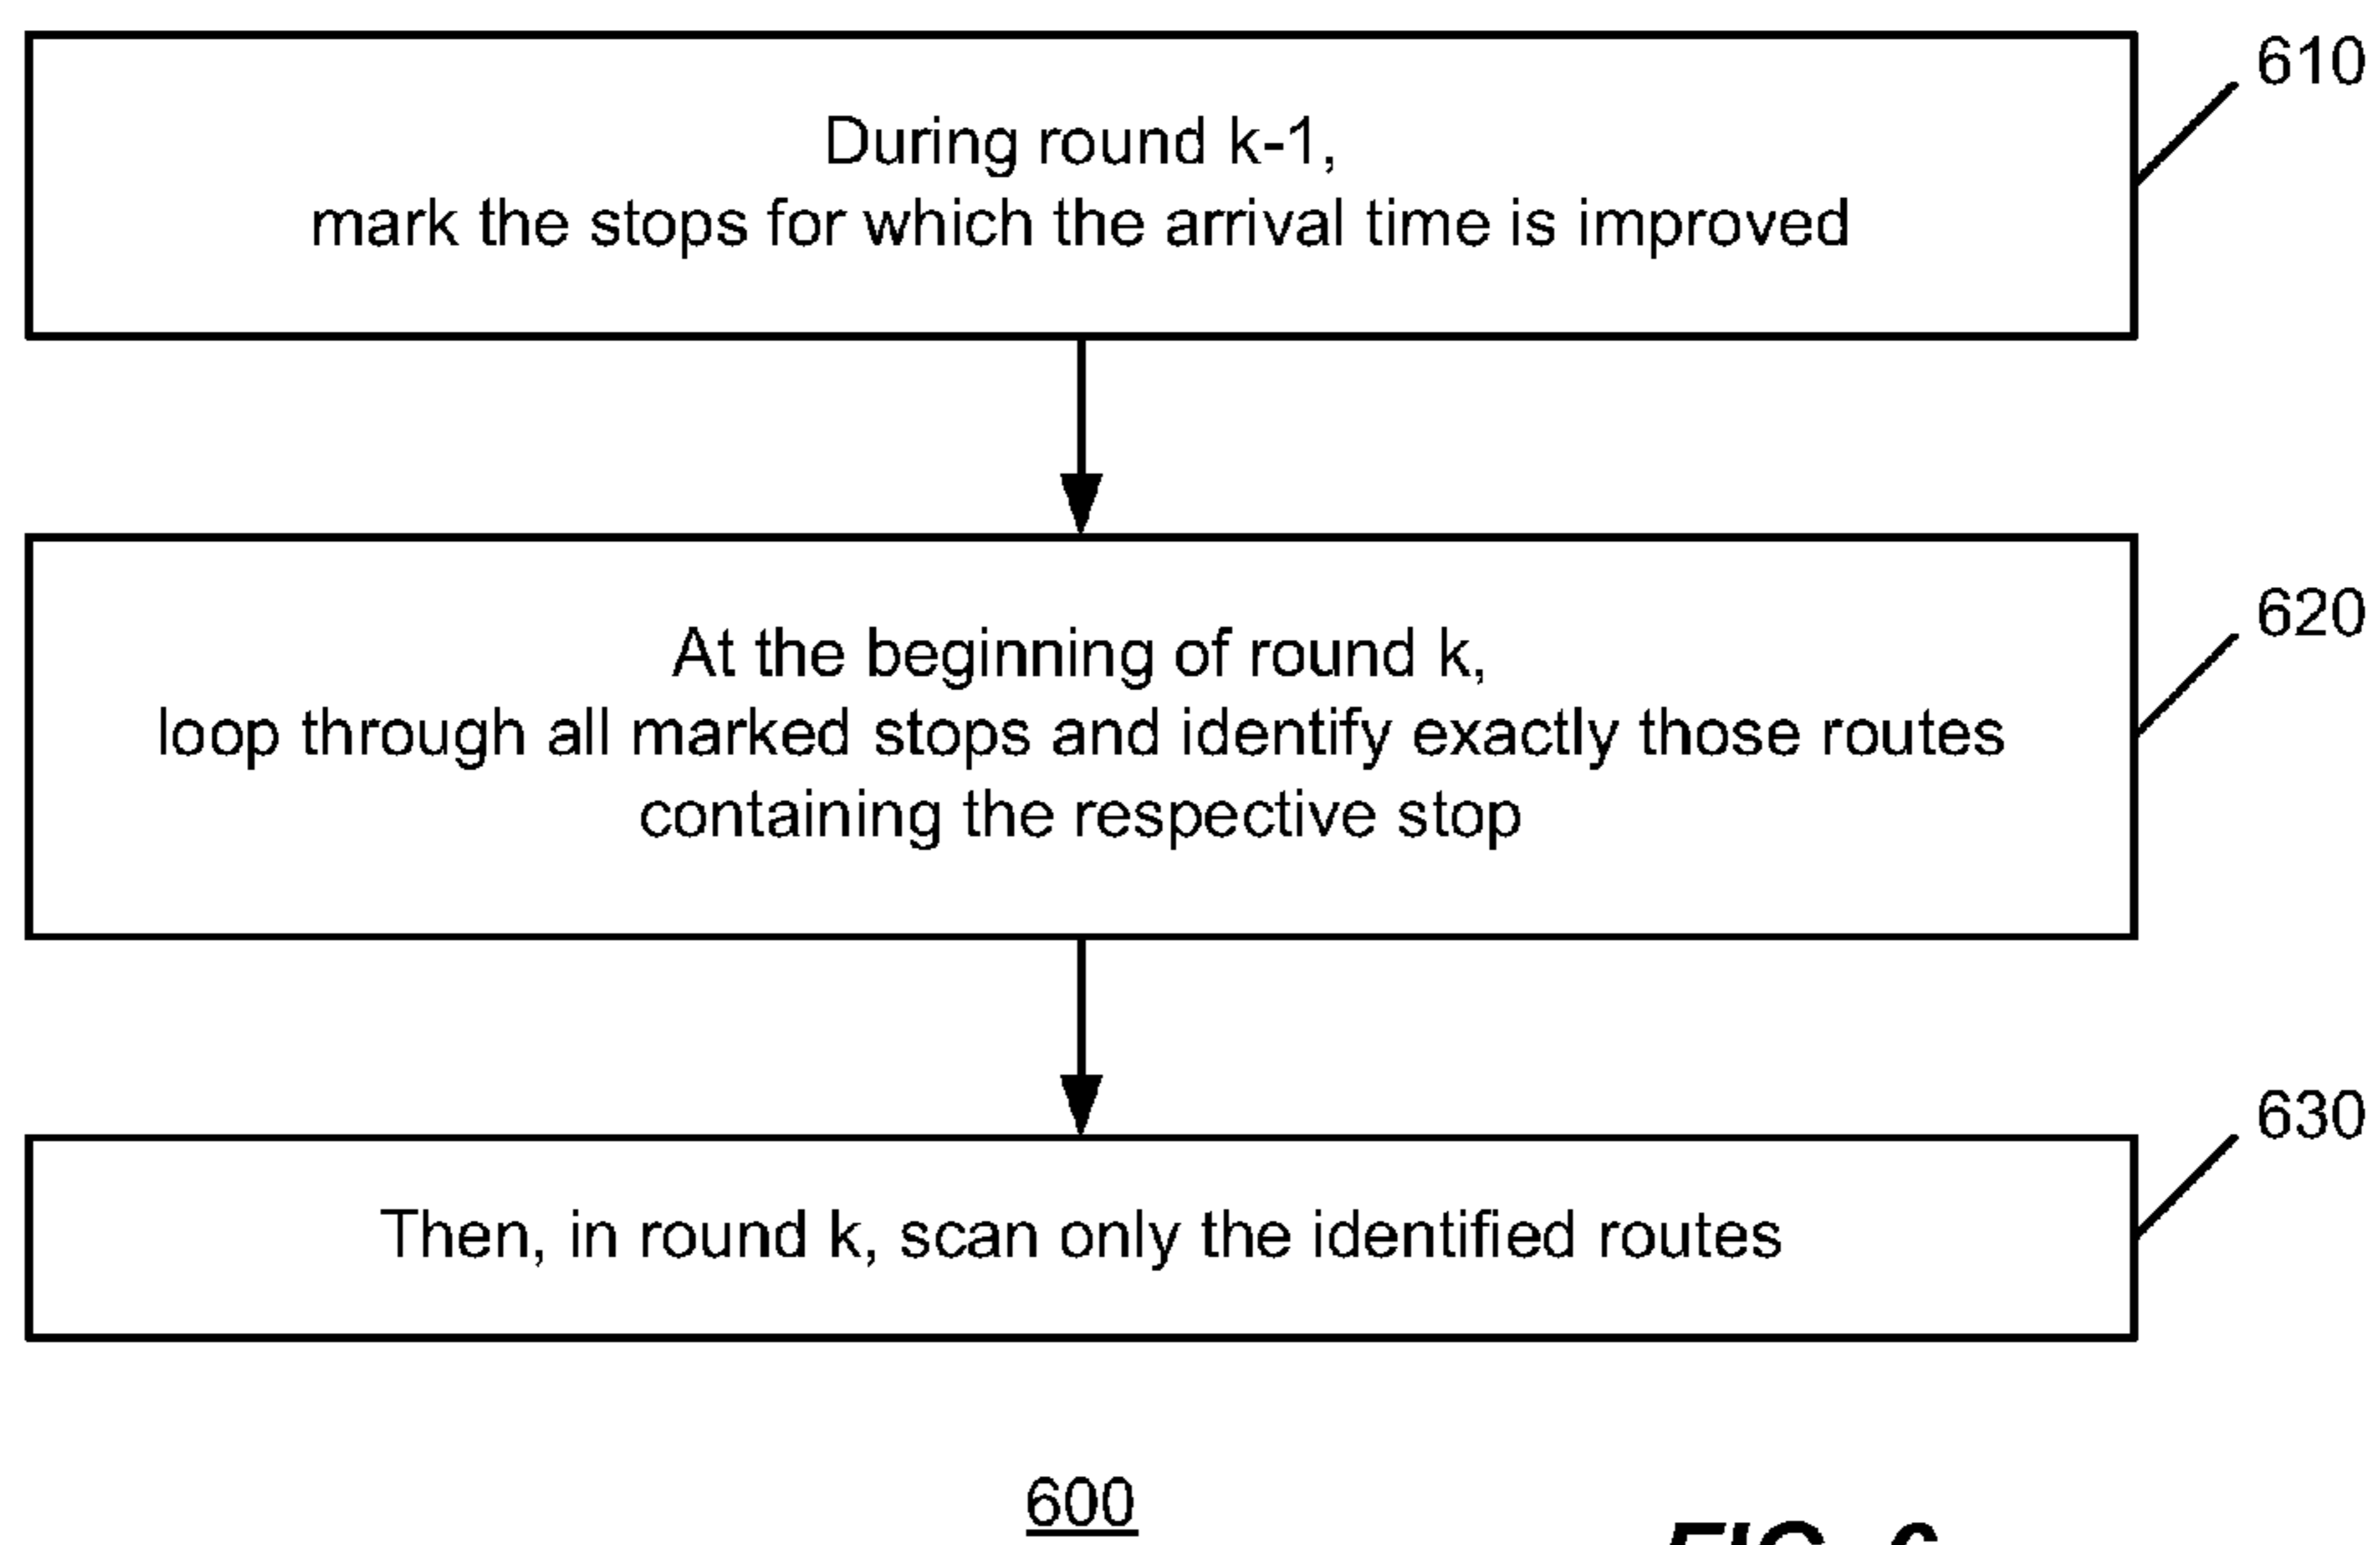 610
During round k-1,
mark the stops for which the arrival time is improved
620
At the beginning of round k,
loop through all marked stops and identify exactly those routes
containing the respective stop
630
Then, in round k, scan only the identified routes
600
FIG. 6